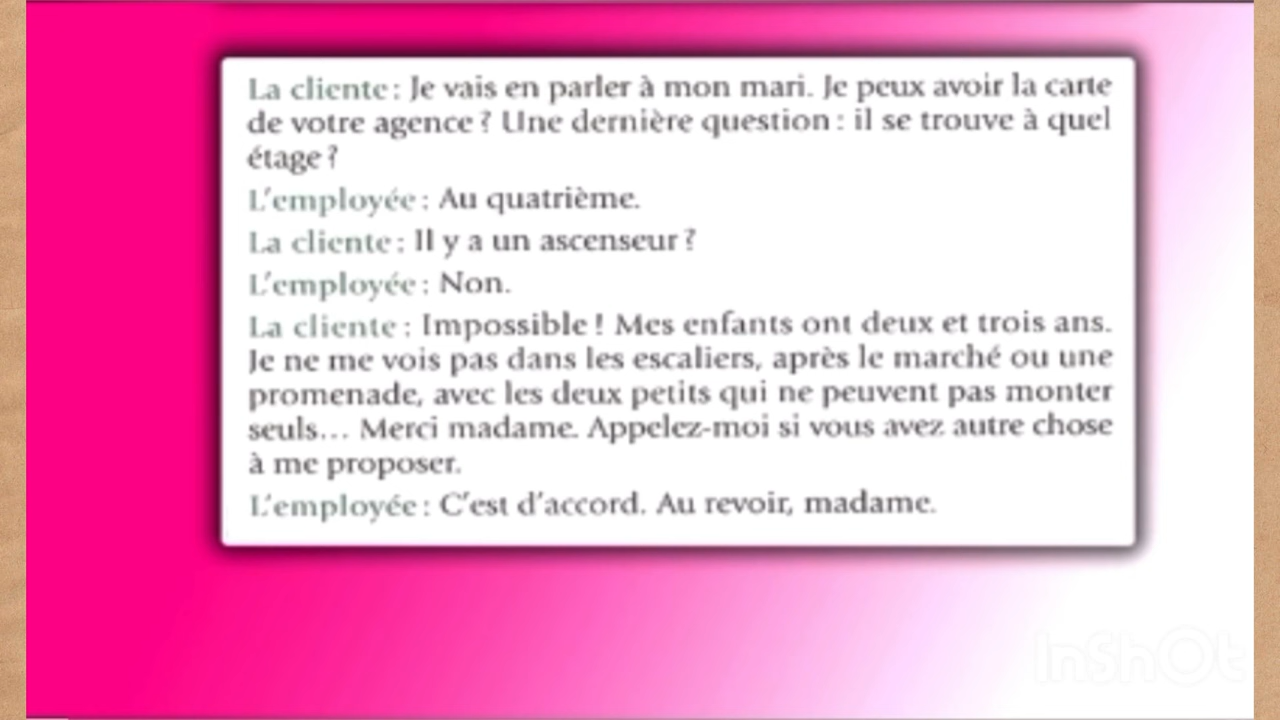 La cliente : Je vais en parler à mon mari. Je peux avoir la carte
de votre agence ? Une dernière question : il se trouve à quel
étage ?
L'employée : Au quatrième.
La cliente : Il y a un ascenseur ?
L'employée : Non.
La cliente : Impossible ! Mes enfants ont deux et trois ans.
Je ne me vois pas dans les escaliers, après le marché ou une
promenade, avec les deux petits qui ne peuvent pas monter
seuls... Merci madame. Appelez-moi si vous avez autre chose
à me proposer.
L'employée : C'est d'accord. Au revoir, madame.
InShOt